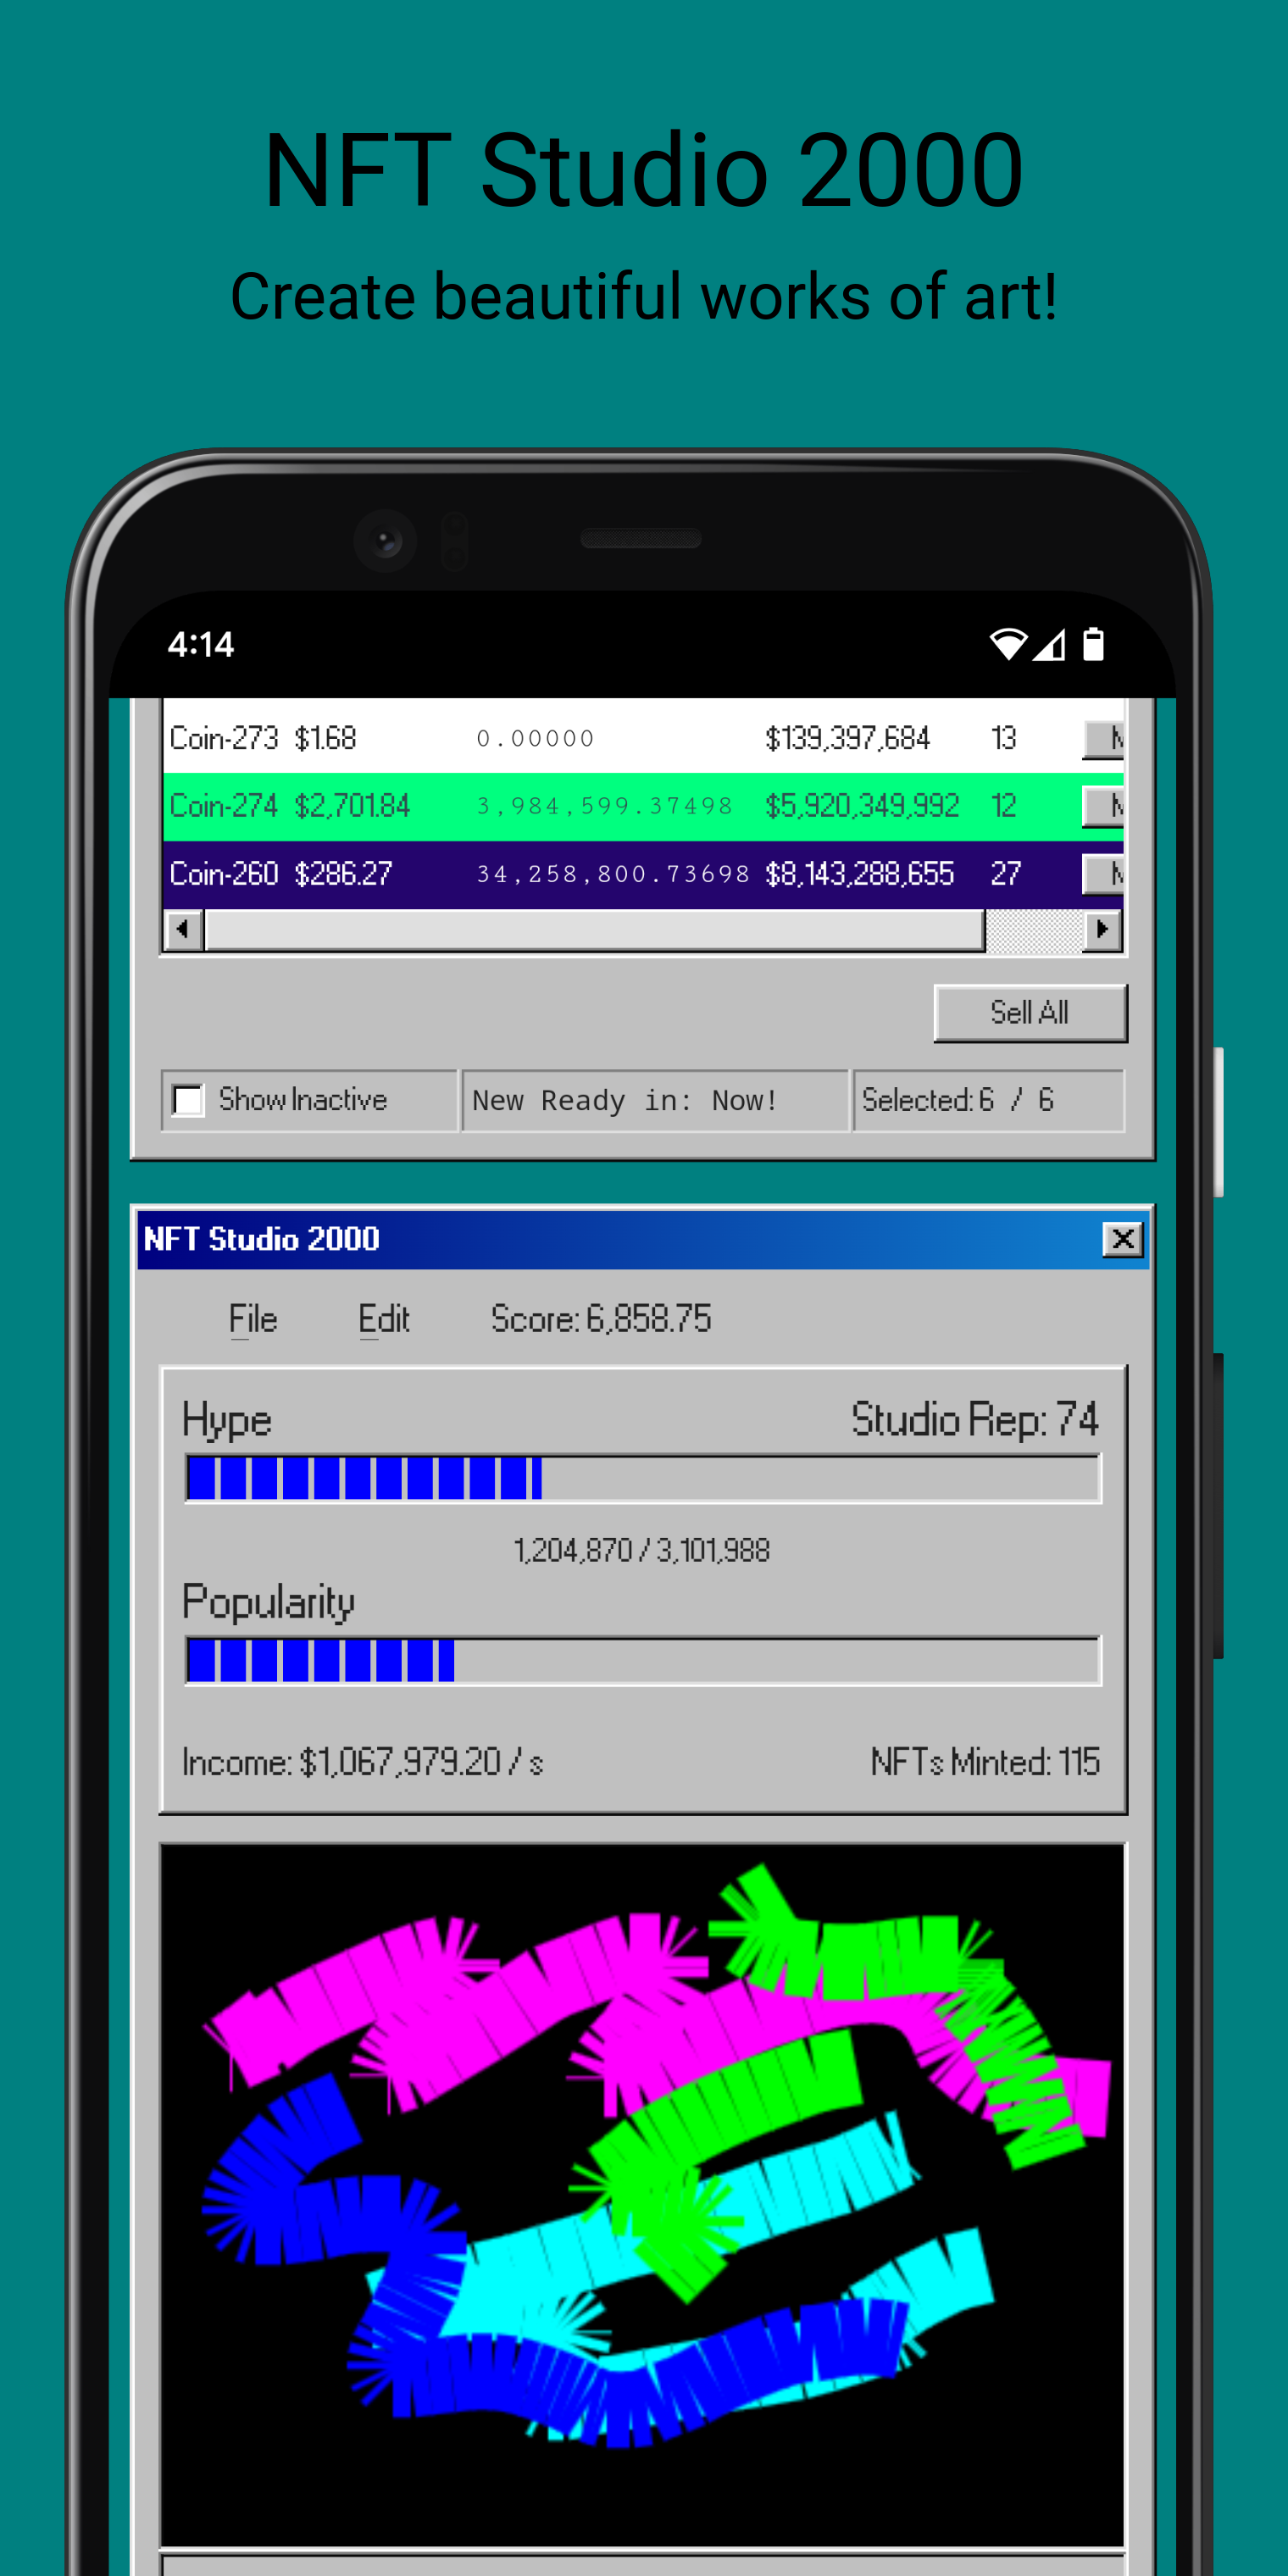 NFT Studio 2000
Create beautiful works of art!
4:14
Coin-273 $1.68 0.00000 $139,397,684 13
Coin-274 $2,701.84 3,984,599.37498 $5,920,349,992 12
Coin-260 $286.27 34,258,800.73698 $8,143,288,655 27
Sell All
Show Inactive New Ready in: Now! Selected: 6 / 6
NFT Studio 2000
File Edit Score: 6,858.75
Hype Studio Rep: 74
1,204,870 / 3,101,988
Popularity
Income: $1,067,979.20 / s NFTs Minted: 115